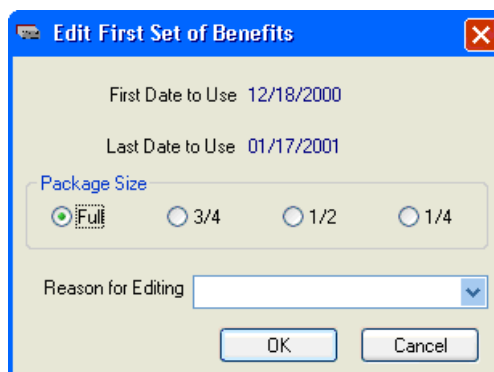 Edit First Set of Benefits
First Date to Use 12/18/2000
Last Date to Use 01/17/2001
Package Size
Full 3/4 1/2 1/4
Reason for Editing
OK Cancel